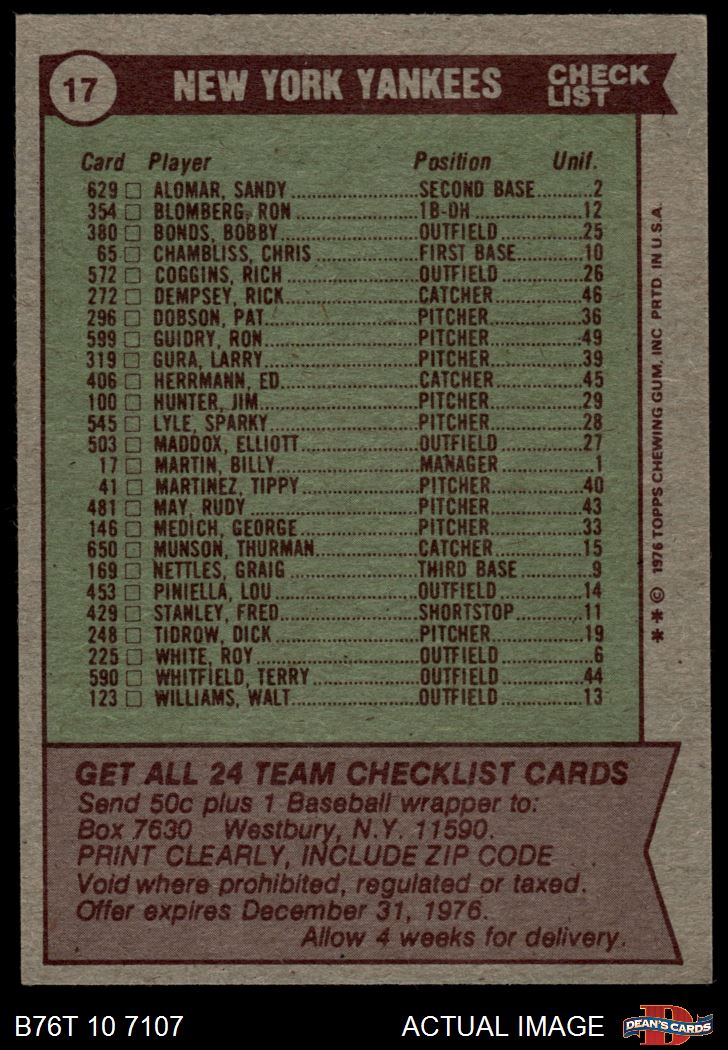 17 NEW YORK YANKEES CHECK LIST
Card Player Position Unif.
629 □ ALOMAR, SANDY SECOND BASE 2
354 □ BLOMBERG, RON 1B-DH 12
380 □ BONDS, BOBBY OUTFIELD 25
65 □ CHAMBLISS, CHRIS FIRST BASE 10
572 □ COGGINS, RICH OUTFIELD 26
272 □ DEMPSEY, RICK CATCHER 46
296 □ DOBSON, PAT PITCHER 36
599 □ GUIDRY, RON PITCHER 49
319 □ GURA, LARRY PITCHER 39
406 □ HERRMANN, ED CATCHER 45
100 □ HUNTER, JIM PITCHER 29
545 □ LYLE, SPARKY PITCHER 28
503 □ MADDOX, ELLIOTT OUTFIELD 27
17 □ MARTIN, BILLY MANAGER 1
41 □ MARTINEZ, TIPPY PITCHER 40
481 □ MAY, RUDY PITCHER 43
146 □ MEDICH, GEORGE PITCHER 33
650 □ MUNSON, THURMAN CATCHER 15
169 □ NETTLES, GRAIG THIRD BASE 9
453 □ PINIELLA, LOU OUTFIELD 14
429 □ STANLEY, FRED SHORTSTOP 11
248 □ TIDROW, DICK PITCHER 19
225 □ WHITE, ROY OUTFIELD 6
590 □ WHITFIELD, TERRY OUTFIELD 44
123 □ WILLIAMS, WALT OUTFIELD 13
**© 1976 TOPPS CHEWING GUM, INC PRTD. IN U.S.A.
GET ALL 24 TEAM CHECKLIST CARDS
Send 50c plus 1 Baseball wrapper to:
Box 7630 Westbury, N.Y. 11590.
PRINT CLEARLY, INCLUDE ZIP CODE . . .
Void where prohibited, regulated or taxed.
Offer expires December 31, 1976.
Allow 4 weeks for delivery.
B76T 10 7107 ACTUAL IMAGE
D
DEAN'S CARDS